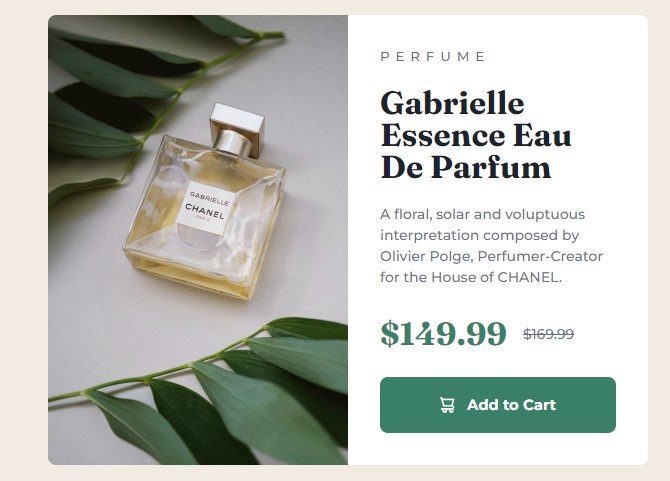 GABRIELLE
CHANEL
PARIS
PERFUME
Gabrielle
Essence Eau
De Parfum
A floral, solar and voluptuous
interpretation composed by
Olivier Polge, Perfumer-Creator
for the House of CHANEL.
$149.99 $169.99
Add to Cart